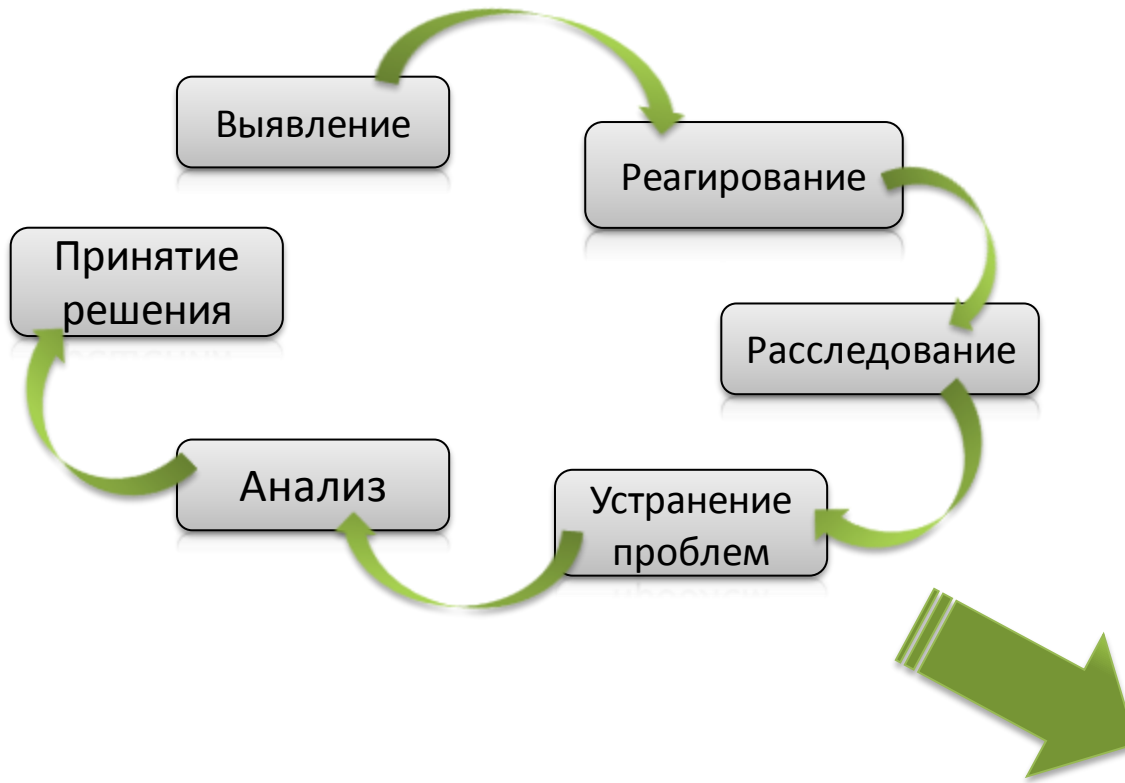 Выявление
Реагирование
Принятие
решения
Расследование
Анализ
Устранение
проблем